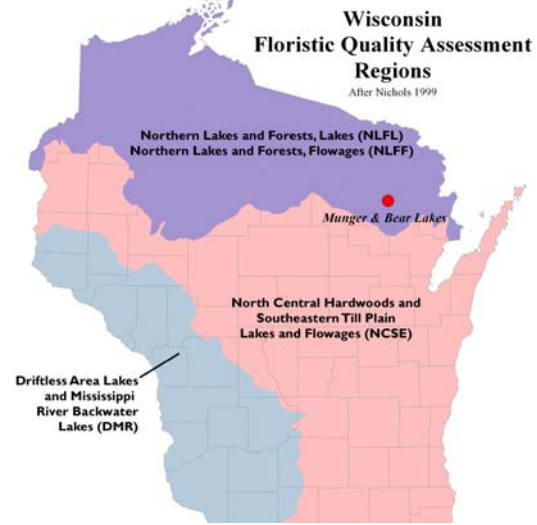 Wisconsin
Floristic Quality Assessment
Regions
After Nichols 1999
Northern Lakes and Forests, Lakes (NLFL)
Northern Lakes and Forests, Flowages (NLFF)
Munger & Bear Lakes
North Central Hardwoods and
Southeastern Till Plain
Lakes and Flowages (NCSE)
Driftless Area Lakes
and Mississippi
River Backwater
Lakes (DMR)